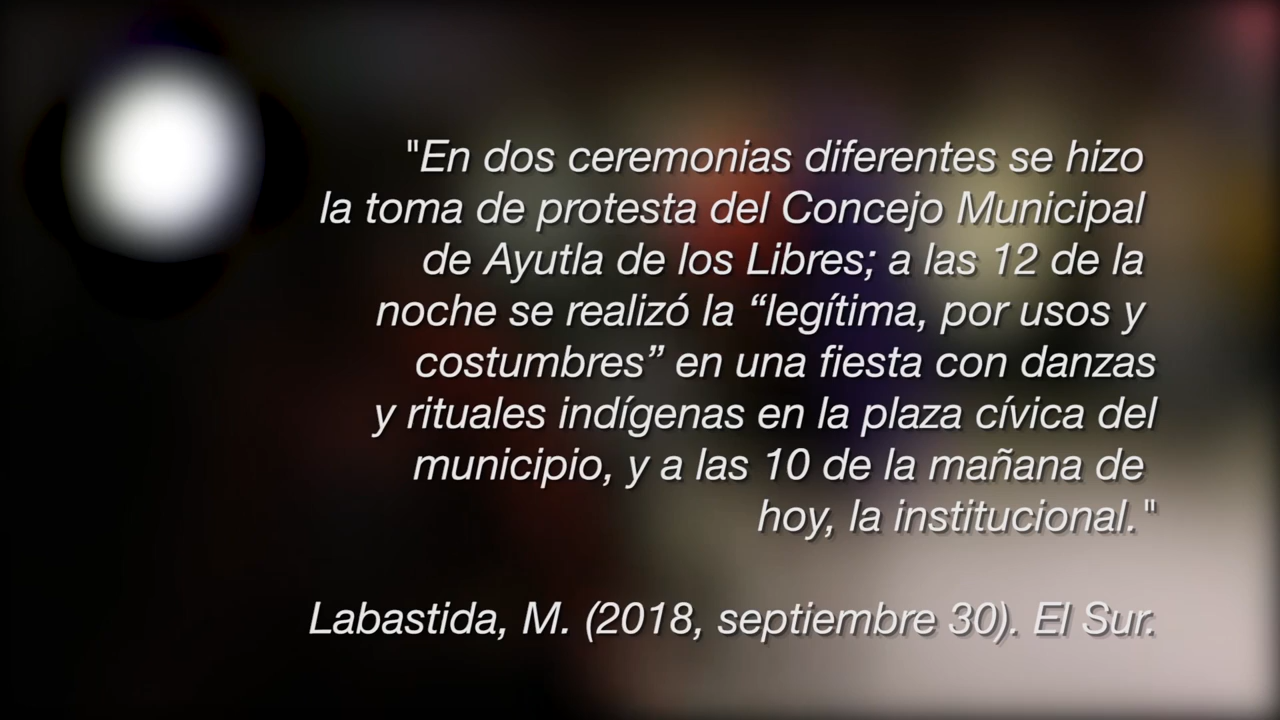 "En dos ceremonias diferentes se hizo
la toma de protesta del Concejo Municipal
de Ayutla de los Libres; a las 12 de la
noche se realizó la “legítima, por usos y
costumbres” en una fiesta con danzas
y rituales indígenas en la plaza cívica del
municipio, y a las 10 de la mañana de
hoy, la institucional."
Labastida, M. (2018, septiembre 30). El Sur.